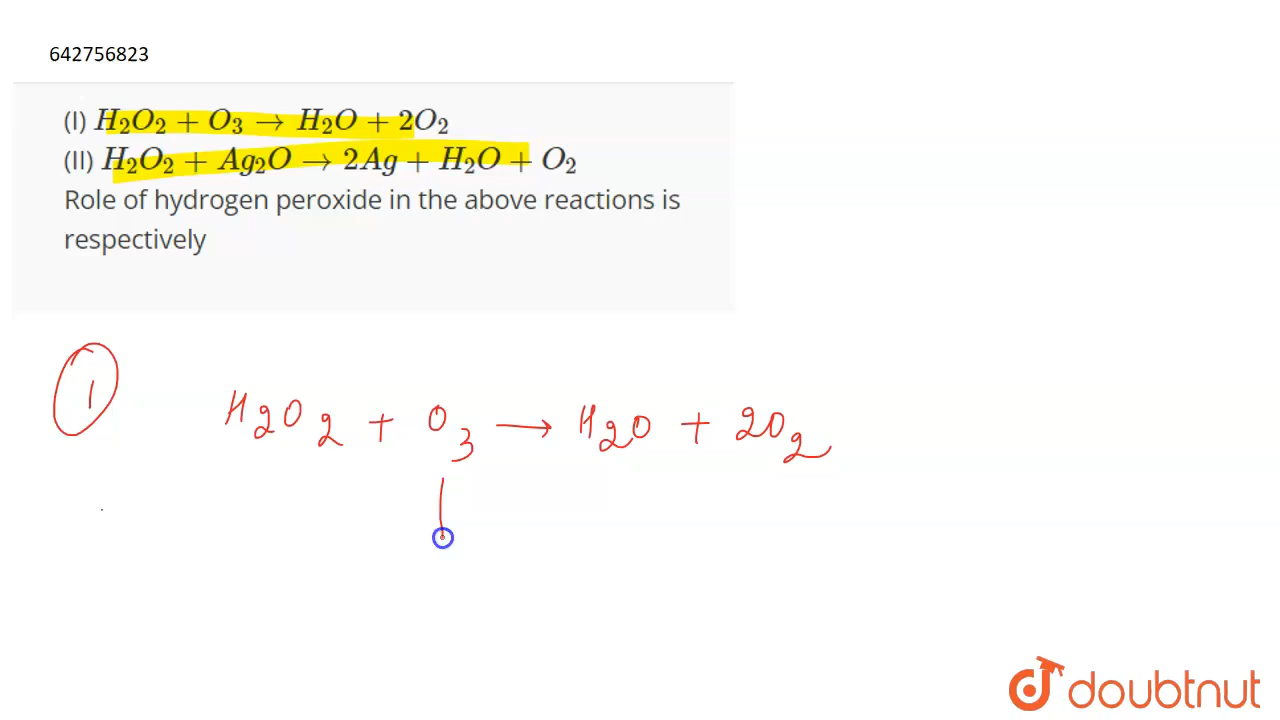 642756823
(I) H₂O₂ + O₃ → H₂O + 2O₂
(II) H₂O₂ + Ag₂O → 2Ag + H₂O + O₂
Role of hydrogen peroxide in the above reactions is
respectively
1
H₂O₂ + O₃ → H₂O + 2O₂
doubtnut